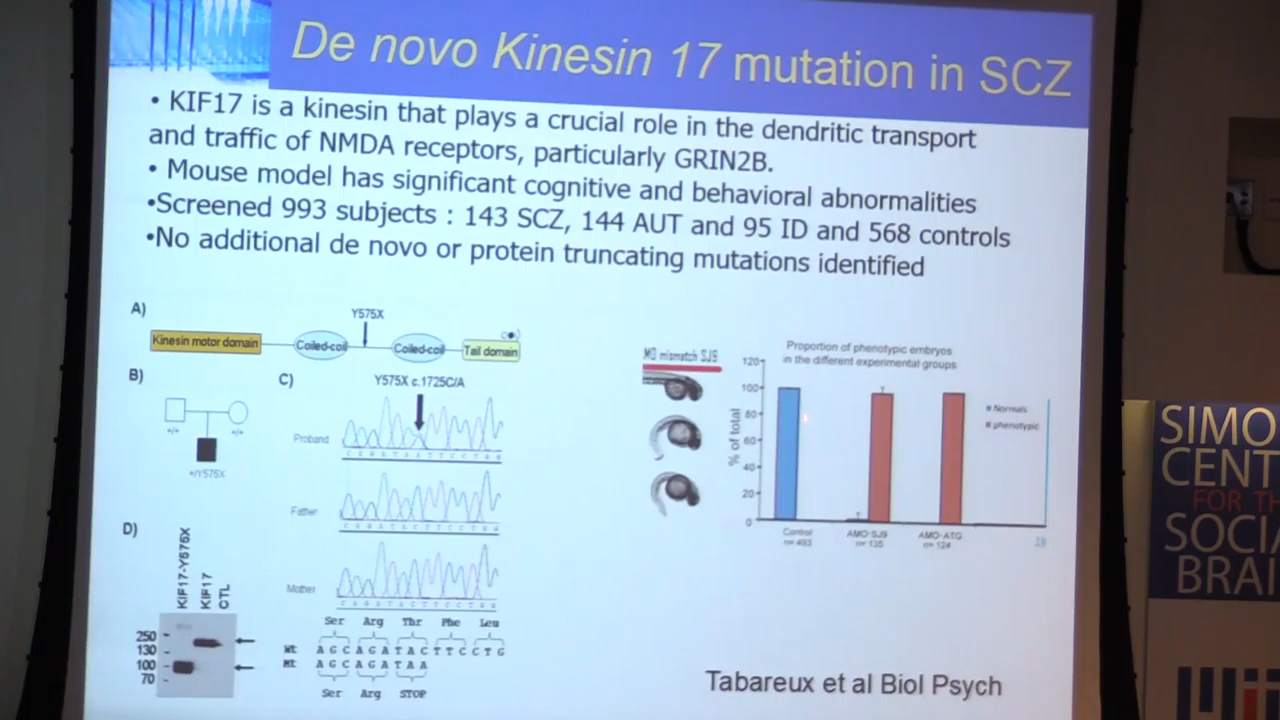 De novo Kinesin 17 mutation in SCZ
• KIF17 is a kinesin that plays a crucial role in the dendritic transport
and traffic of NMDA receptors, particularly GRIN2B.
• Mouse model has significant cognitive and behavioral abnormalities
•Screened 993 subjects : 143 SCZ, 144 AUT and 95 ID and 568 controls
•No additional de novo or protein truncating mutations identified
A)
Y575X
Kinesin motor domain
Coiled-coil
Coiled-coil
Tail domain
B)
+/+
+/+
+/Y575X
C)
Y575X c.1725C/A
Proband
Father
Mother
Ser Arg Thr Phe Leu
Wt: A G C A G A T A C T T C C T G
Mt: A G C A G A T A A
Ser Arg STOP
D)
KIF17-Y575X
KIF17
CTL
250
130
100
70
MO mismatch SJ9
Proportion of phenotypic embryos
in the different experimental groups
% of total
120
100
80
60
40
20
0
Control
n= 493
AMO-SJ9
n= 135
AMO-ATG
n= 124
Normals
phenotypic
Tabareux et al Biol Psych
SIMO
CENT
FOR TH
SOCI
BRAI